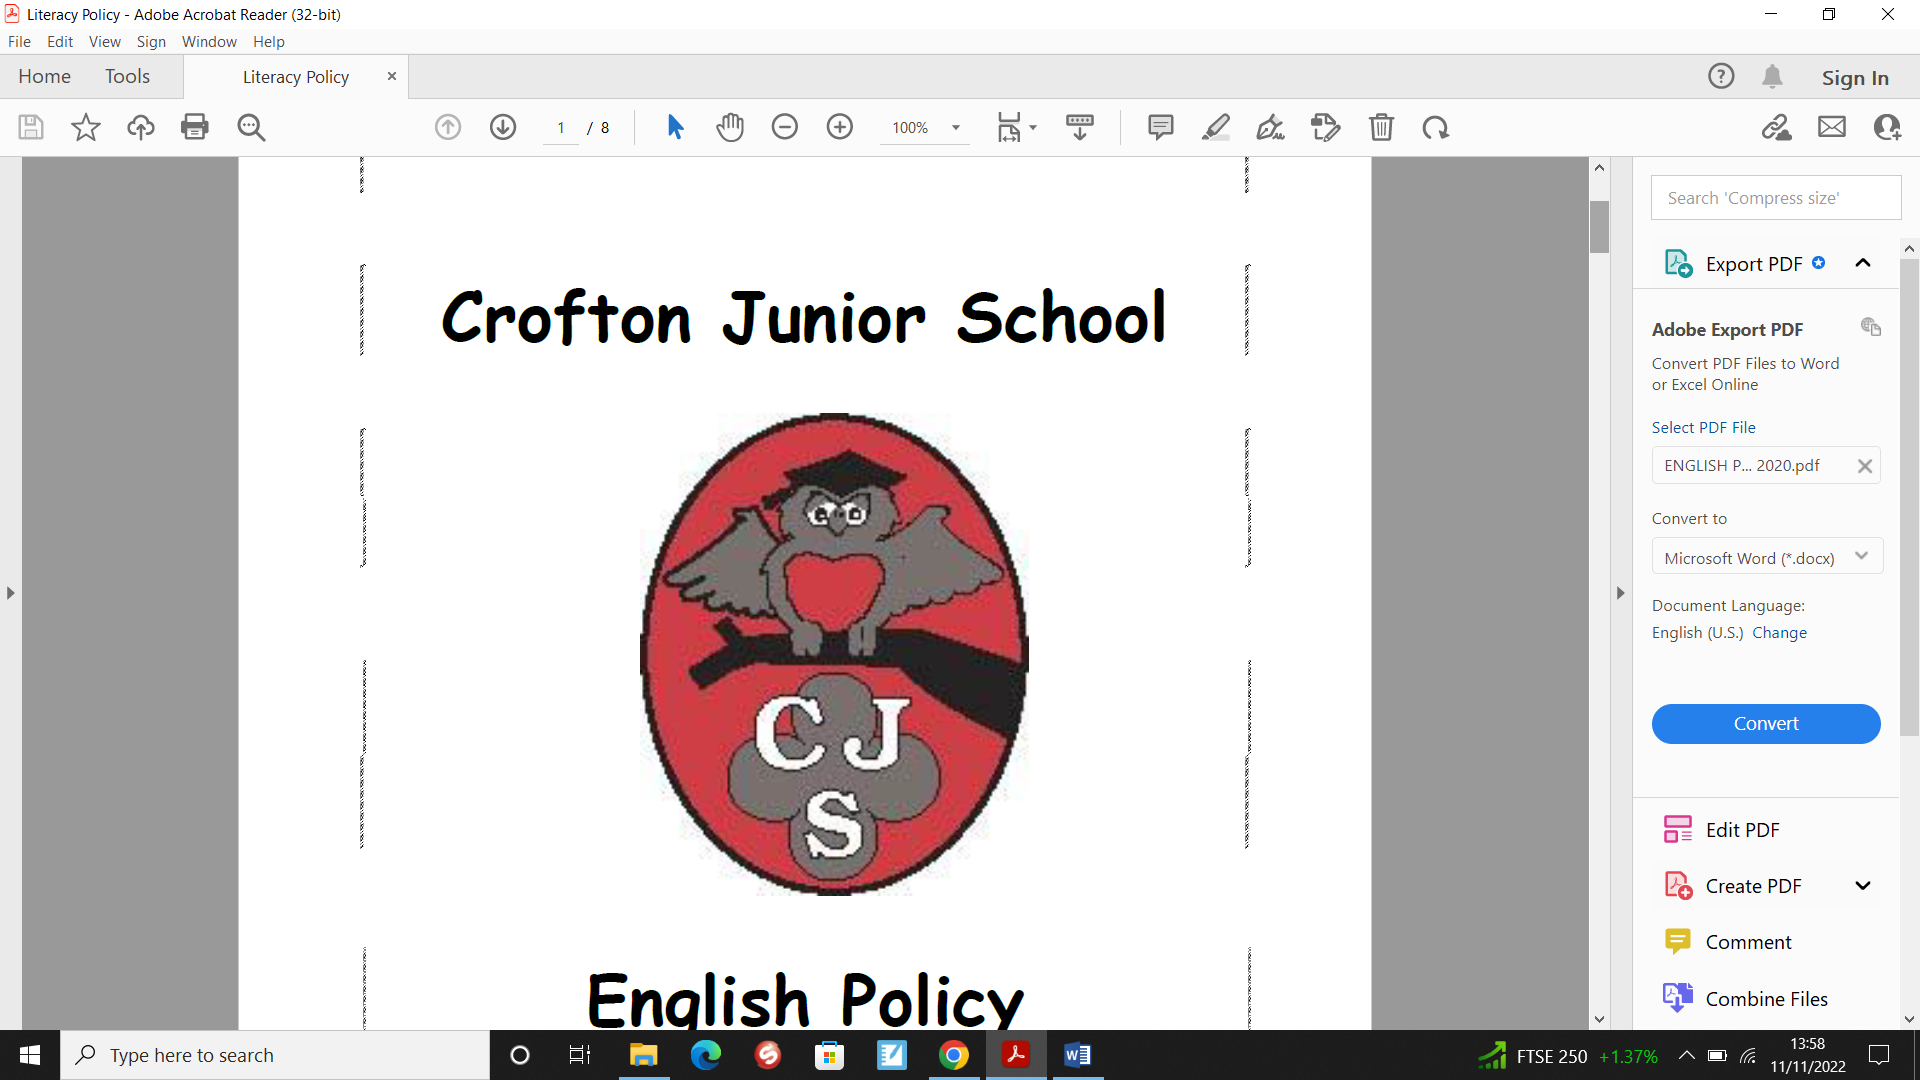 Literacy Policy - Adobe Acrobat Reader (32-bit)
File Edit View Sign Window Help
Home Tools Literacy Policy Sign In
1 / 8 100%
Crofton Junior School
C J
S
English Policy
Search 'Compress size'
Export PDF
Adobe Export PDF
Convert PDF Files to Word
or Excel Online
Select PDF File
ENGLISH P... 2020.pdf
Convert to
Microsoft Word (*.docx)
Document Language:
English (U.S.) Change
Convert
Edit PDF
Create PDF
Comment
Combine Files
Type here to search
FTSE 250 +1.37%
13:58
11/11/2022